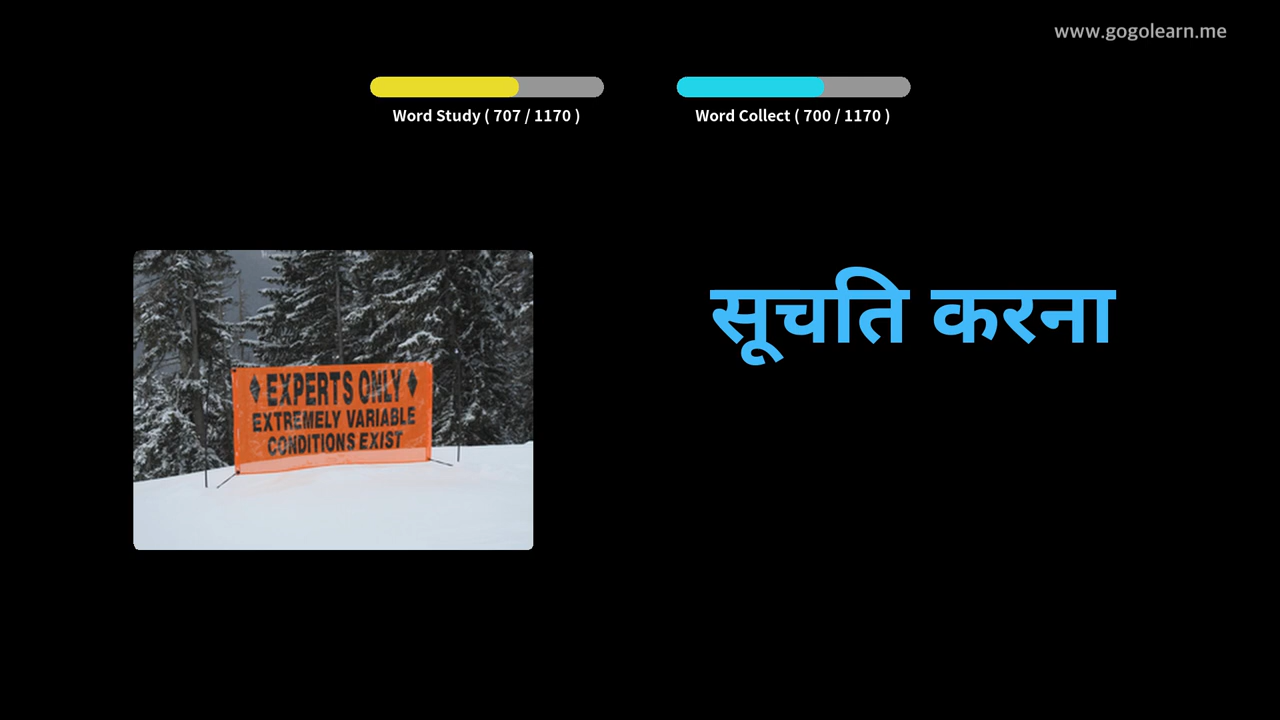 www.gogolearn.me
Word Study ( 707 / 1170 )
Word Collect ( 700 / 1170 )
सूचति करना
EXPERTS ONLY
EXTREMELY VARIABLE
CONDITIONS EXIST